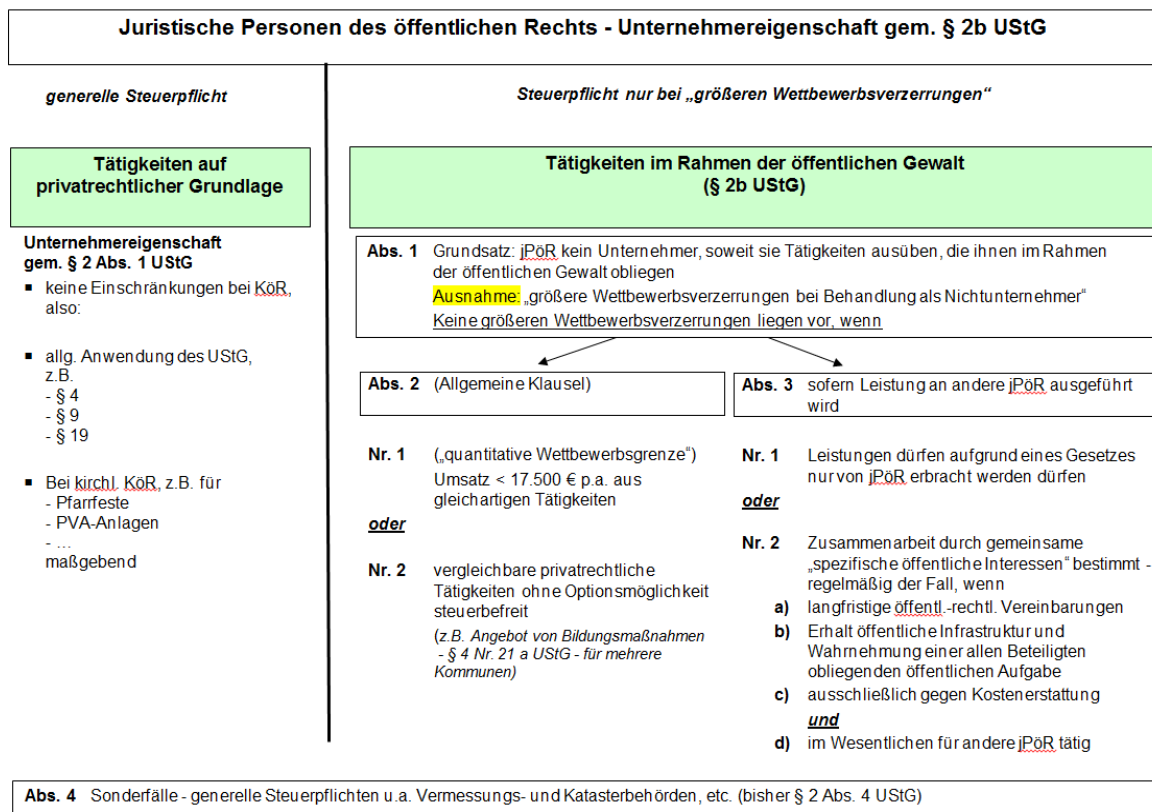 Juristische Personen des öffentlichen Rechts - Unternehmereigenschaft gem. § 2b UStG
generelle Steuerpflicht
Steuerpflicht nur bei „größeren Wettbewerbsverzerrungen“
Tätigkeiten auf
privatrechtlicher Grundlage
Unternehmereigenschaft
gem. § 2 Abs. 1 UStG
▪ keine Einschränkungen bei KöR,
also:
▪ allg. Anwendung des UStG,
z.B.
- § 4
- § 9
- § 19
▪ Bei kirchl. KöR, z.B. für
- Pfarrfeste
- PVA-Anlagen
- ...
maßgebend
Tätigkeiten im Rahmen der öffentlichen Gewalt
(§ 2b UStG)
Abs. 1 Grundsatz: jPöR kein Unternehmer, soweit sie Tätigkeiten ausüben, die ihnen im Rahmen
der öffentlichen Gewalt obliegen
Ausnahme: „größere Wettbewerbsverzerrungen bei Behandlung als Nichtunternehmer“
Keine größeren Wettbewerbsverzerrungen liegen vor, wenn
Abs. 2 (Allgemeine Klausel)
Nr. 1 („quantitative Wettbewerbsgrenze“)
Umsatz < 17.500 € p.a. aus
gleichartigen Tätigkeiten
oder
Nr. 2 vergleichbare privatrechtliche
Tätigkeiten ohne Optionsmöglichkeit
steuerbefreit
(z.B. Angebot von Bildungsmaßnahmen
- § 4 Nr. 21 a UStG - für mehrere
Kommunen)
Abs. 3 sofern Leistung an andere jPöR ausgeführt
wird
Nr. 1 Leistungen dürfen aufgrund eines Gesetzes
nur von jPöR erbracht werden dürfen
oder
Nr. 2 Zusammenarbeit durch gemeinsame
„spezifische öffentliche Interessen“ bestimmt -
regelmäßig der Fall, wenn
a) langfristige öffentl.-rechtl. Vereinbarungen
b) Erhalt öffentliche Infrastruktur und
Wahrnehmung einer allen Beteiligten
obliegenden öffentlichen Aufgabe
c) ausschließlich gegen Kostenerstattung
und
d) im Wesentlichen für andere jPöR tätig
Abs. 4 Sonderfälle - generelle Steuerpflichten u.a. Vermessungs- und Katasterbehörden, etc. (bisher § 2 Abs. 4 UStG)